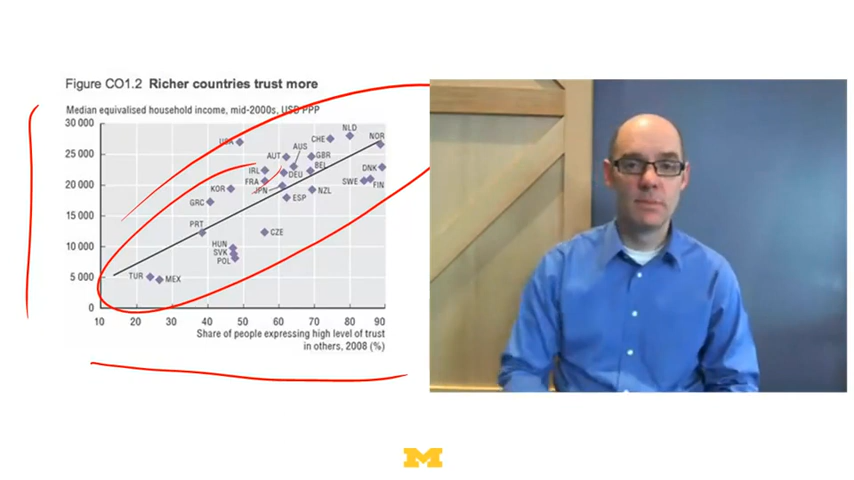 Figure CO1.2 Richer countries trust more
Median equivalised household income, mid-2000s, USD PPP
30 000
25 000
20 000
15 000
10 000
5 000
0
10 20 30 40 50 60 70 80 90
NLD
USA
CHE
NOR
AUS
AUT
GBR
IRL
BEL
DNK
DEU
FRA
SWE
FIN
KOR
JPN
NZL
ESP
GRC
PRT
CZE
HUN
SVK
POL
TUR
MEX
Share of people expressing high level of trust
in others, 2008 (%)
M